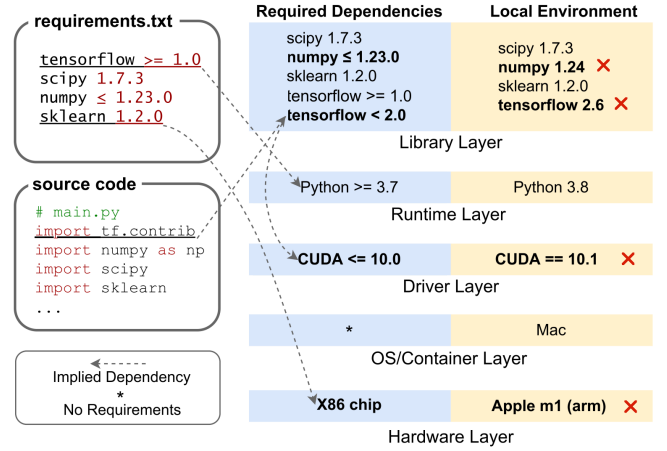 requirements.txt
tensorflow >= 1.0
scipy 1.7.3
numpy ≤ 1.23.0
sklearn 1.2.0
source code
# main.py
import tf.contrib
import numpy as np
import scipy
import sklearn
...
Implied Dependency
*
No Requirements
Required Dependencies
Local Environment
scipy 1.7.3
numpy ≤ 1.23.0
sklearn 1.2.0
tensorflow >= 1.0
tensorflow < 2.0
scipy 1.7.3
numpy 1.24
sklearn 1.2.0
tensorflow 2.6
Library Layer
Python >= 3.7
Python 3.8
Runtime Layer
CUDA <= 10.0
CUDA == 10.1
Driver Layer
*
Mac
OS/Container Layer
X86 chip
Apple m1 (arm)
Hardware Layer